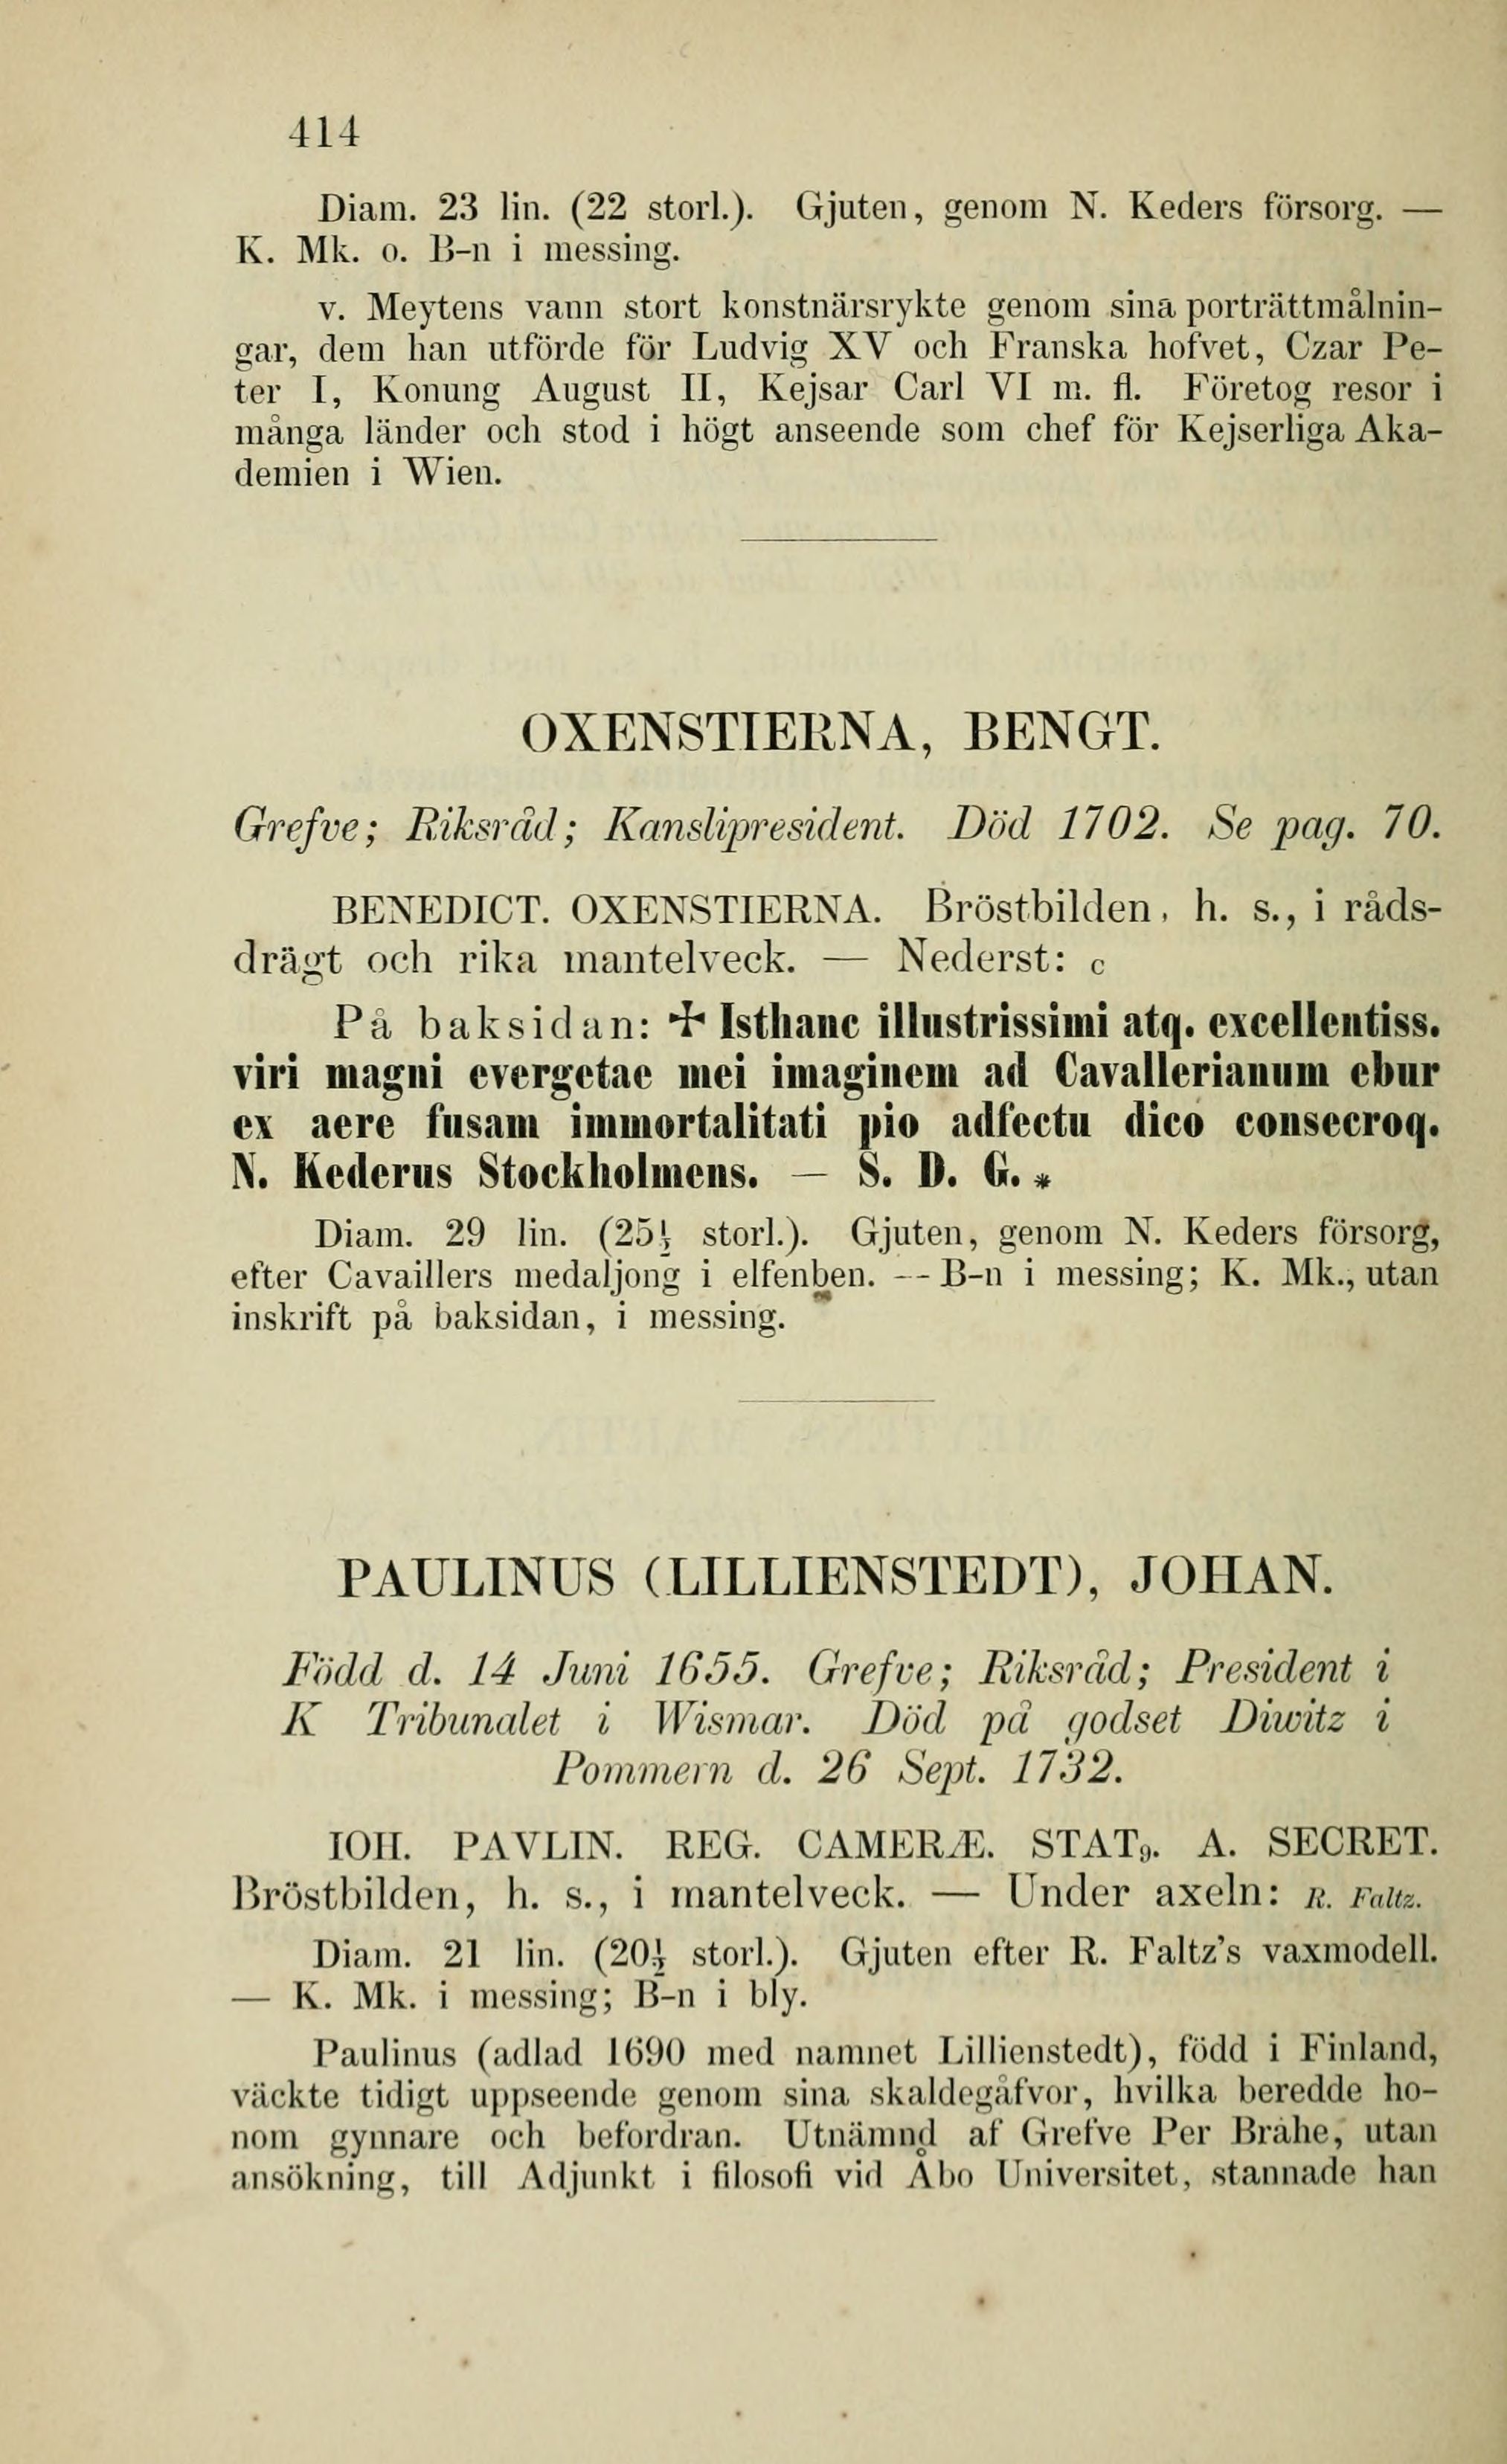 414
Diam. 23 lin. (22 storl.). Gjuten, genom N. Keders försorg. —
K. Mk. o. B-n i messing.
v. Meytens vann stort konstnärsrykte genom sina porträttmålnin-
gar, dem han utförde för Ludvig XV och Franska hofvet, Czar Pe-
ter I, Konung August II, Kejsar Carl VI m. fl. Företog resor i
många länder och stod i högt anseende som chef för Kejserliga Aka-
demien i Wien.
OXENSTIERNA, BENGT.
Grefve; Riksråd; Kanslipresident. Död 1702. Se pag. 70.
BENEDICT. OXENSTIERNA. Bröstbilden, h. s., i råds-
drägt och rika mantelveck. — Nederst: c
På baksidan: ✢ Isthanc illustrissimi atq. excellentiss.
viri magni evergetae mei imaginem ad Cavallerianum ebur
ex aere fusam immortalitati pio adfectu dico consecroq.
N. Kederus Stockholmens. — S. D. G. *
Diam. 29 lin. (25½ storl.). Gjuten, genom N. Keders försorg,
efter Cavaillers medaljong i elfenben. — B-n i messing; K. Mk., utan
inskrift på baksidan, i messing.
PAULINUS (LILLIENSTEDT), JOHAN.
Född d. 14 Juni 1655. Grefve; Riksråd; President i
K Tribunalet i Wismar. Död på godset Diwitz i
Pommern d. 26 Sept. 1732.
IOH. PAVLIN. REG. CAMERÆ. STAT₉. A. SECRET.
Bröstbilden, h. s., i mantelveck. — Under axeln: R. Faltz.
Diam. 21 lin. (20½ storl.). Gjuten efter R. Faltz's vaxmodell.
— K. Mk. i messing; B-n i bly.
Paulinus (adlad 1690 med namnet Lillienstedt), född i Finland,
väckte tidigt uppseende genom sina skaldegåfvor, hvilka beredde ho-
nom gynnare och befordran. Utnämnd af Grefve Per Brahe, utan
ansökning, till Adjunkt i filosofi vid Åbo Universitet, stannade han